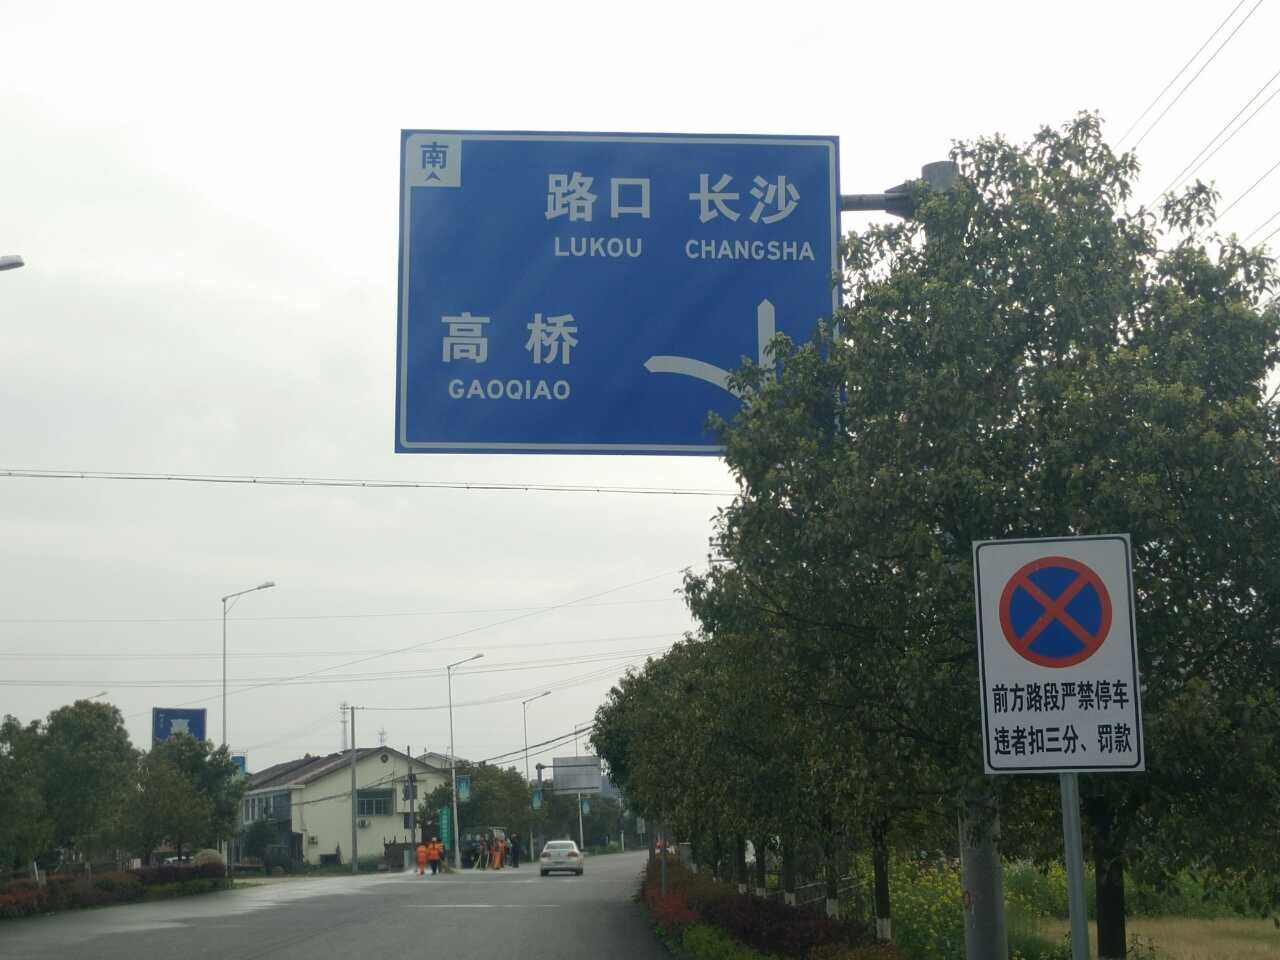 南
路口 长沙
LUKOU CHANGSHA
高桥
GAOQIAO
前方路段严禁停车
违者扣三分、罚款